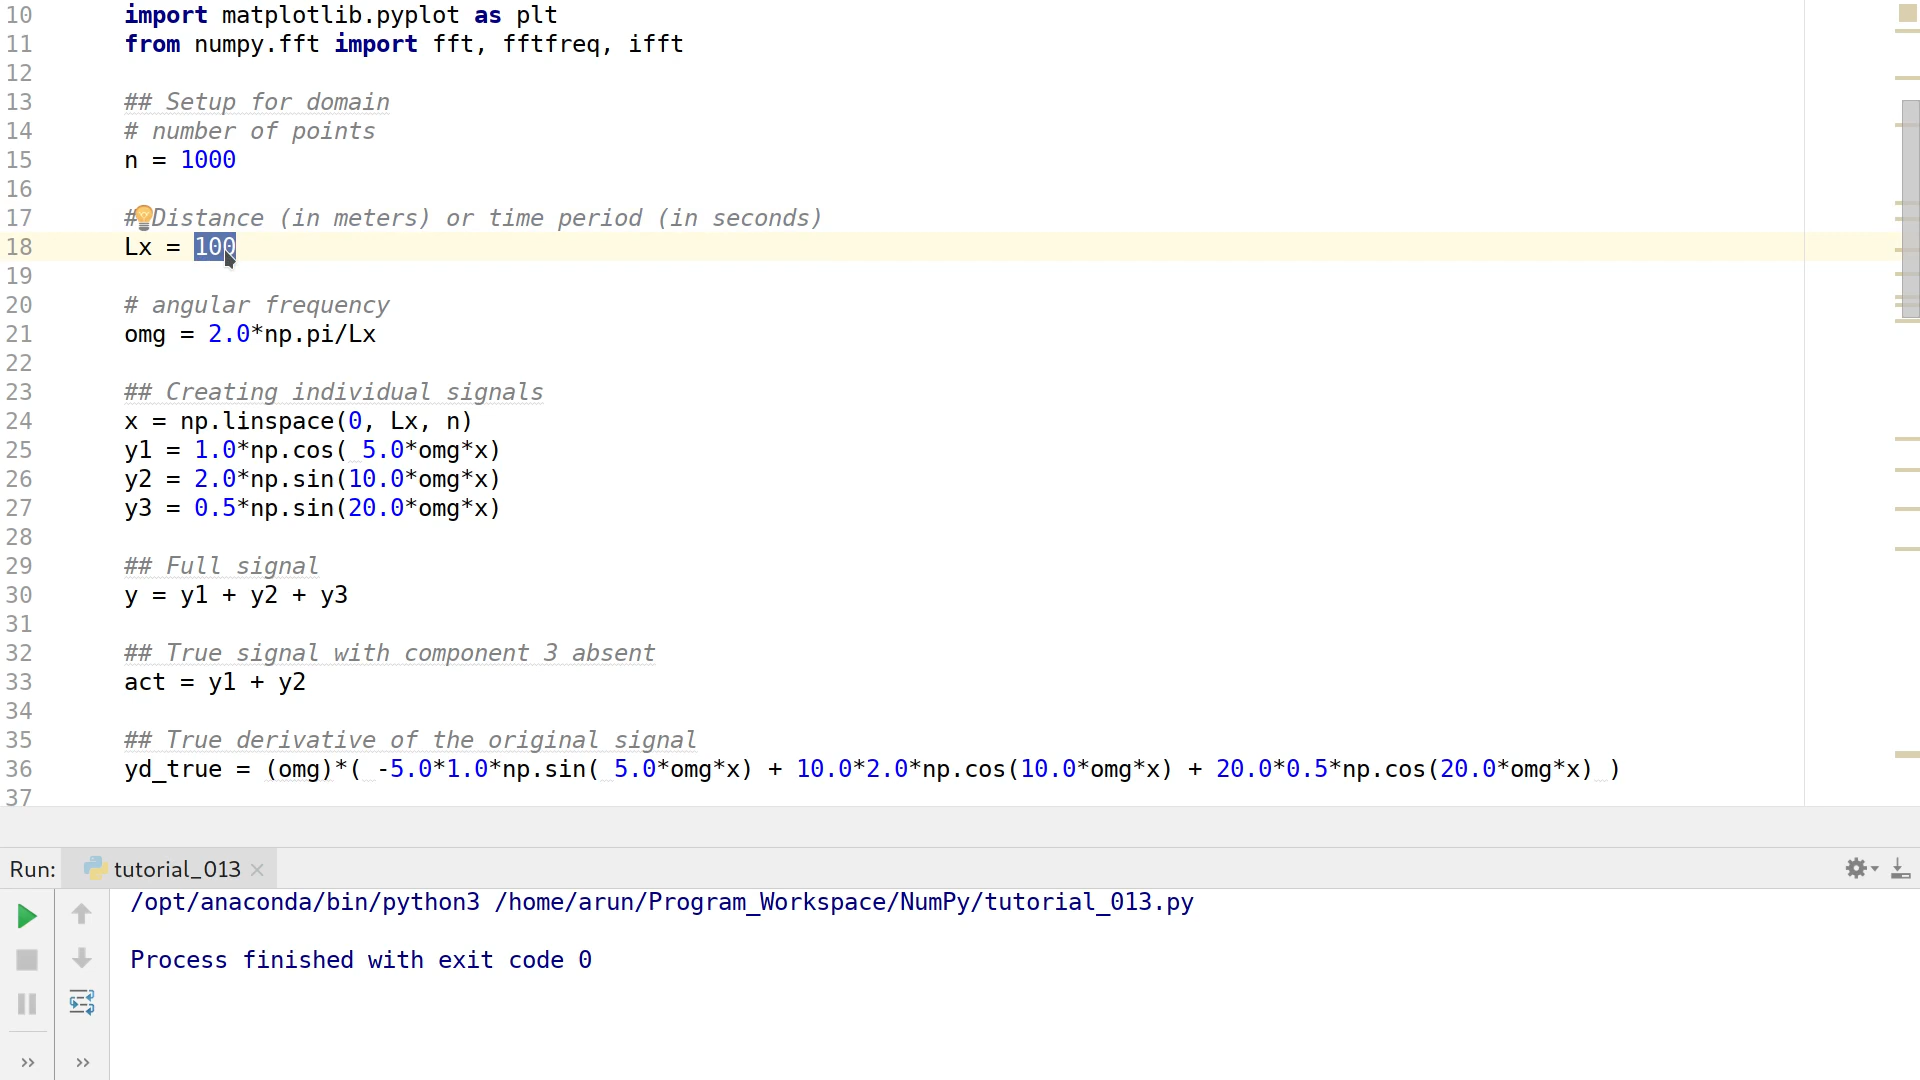 10 import matplotlib.pyplot as plt
11 from numpy.fft import fft, fftfreq, ifft
12
13 ## Setup for domain
14 # number of points
15 n = 1000
16
17 # Distance (in meters) or time period (in seconds)
18 Lx = 100
19
20 # angular frequency
21 omg = 2.0*np.pi/Lx
22
23 ## Creating individual signals
24 x = np.linspace(0, Lx, n)
25 y1 = 1.0*np.cos( 5.0*omg*x)
26 y2 = 2.0*np.sin(10.0*omg*x)
27 y3 = 0.5*np.sin(20.0*omg*x)
28
29 ## Full signal
30 y = y1 + y2 + y3
31
32 ## True signal with component 3 absent
33 act = y1 + y2
34
35 ## True derivative of the original signal
36 yd_true = (omg)*( -5.0*1.0*np.sin( 5.0*omg*x) + 10.0*2.0*np.cos(10.0*omg*x) + 20.0*0.5*np.cos(20.0*omg*x) )
37
Run: tutorial_013
/opt/anaconda/bin/python3 /home/arun/Program_Workspace/NumPy/tutorial_013.py
Process finished with exit code 0